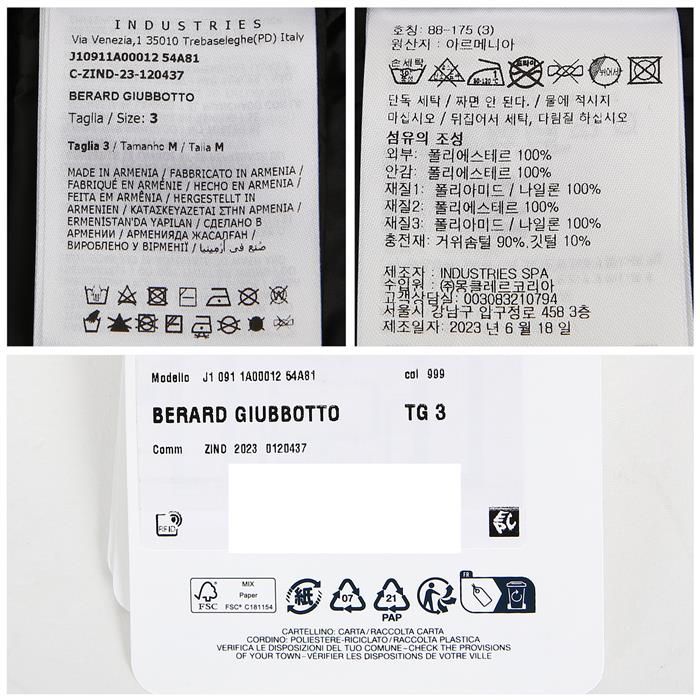 INDUSTRIES
Via Venezia,1 35010 Trebaseleghe(PD) Italy
J10911A00012 54A81
C-ZIND-23-120437
BERARD GIUBBOTTO
Taglia / Size: 3
Taglia 3 / Tamanho M / Talla M
MADE IN ARMENIA / FABBRICATO IN ARMENIA /
FABRIQUÉ EN ARMÉNIE / HECHO EN ARMENIA /
FEITA EM ARMÊNIA / HERGESTELLT IN
ARMENIEN / ΚΑΤΑΣΚΕΥΑΖΕΤΑΙ ΣΤΗΝ ΑΡΜΕΝΙΑ /
ERMENISTAN'DA YAPILAN / СДЕЛАНО В
АРМЕНИИ / АРМЕНИЯДА ЖАСАЛҒАН /
ВИРОБЛЕНО У ВІРМЕНІЇ / صنع في أرمينيا
호칭: 88-175 (3)
원산지 : 아르메니아
손세탁
80-120℃
단독 세탁 / 짜면 안 된다. / 물에 적시지
마십시오 / 뒤집어서 세탁, 다림질 하십시오
섬유의 조성
외부: 폴리에스테르 100%
안감: 폴리에스테르 100%
재질1: 폴리아미드 / 나일론 100%
재질2: 폴리에스테르 100%
재질3: 폴리아미드 / 나일론 100%
충전재: 거위솜털 90%,깃털 10%
제조자 : INDUSTRIES SPA
수입원 : ㈜몽클레르코리아
고객상담실: 003083210794
서울시 강남구 압구정로 458 3층
제조일자 : 2023 년 6 월 18 일
Modello J1 091 1A00012 54A81 col 999
BERARD GIUBBOTTO TG 3
Comm ZIND 2023 0120437
RFID
EPC
FSC
MIX
Paper
FSC® C181154
紙
07
21
PAP
FR
CARTELLINO: CARTA/RACCOLTA CARTA
CORDINO: POLIESTERE-RICICLATO/RACCOLTA PLASTICA
VERIFICA LE DISPOSIZIONI DEL TUO COMUNE-CHECK THE PROVISIONS
OF YOUR TOWN-VÉRIFIER LES DISPOSITIONS DE VOTRE VILLE